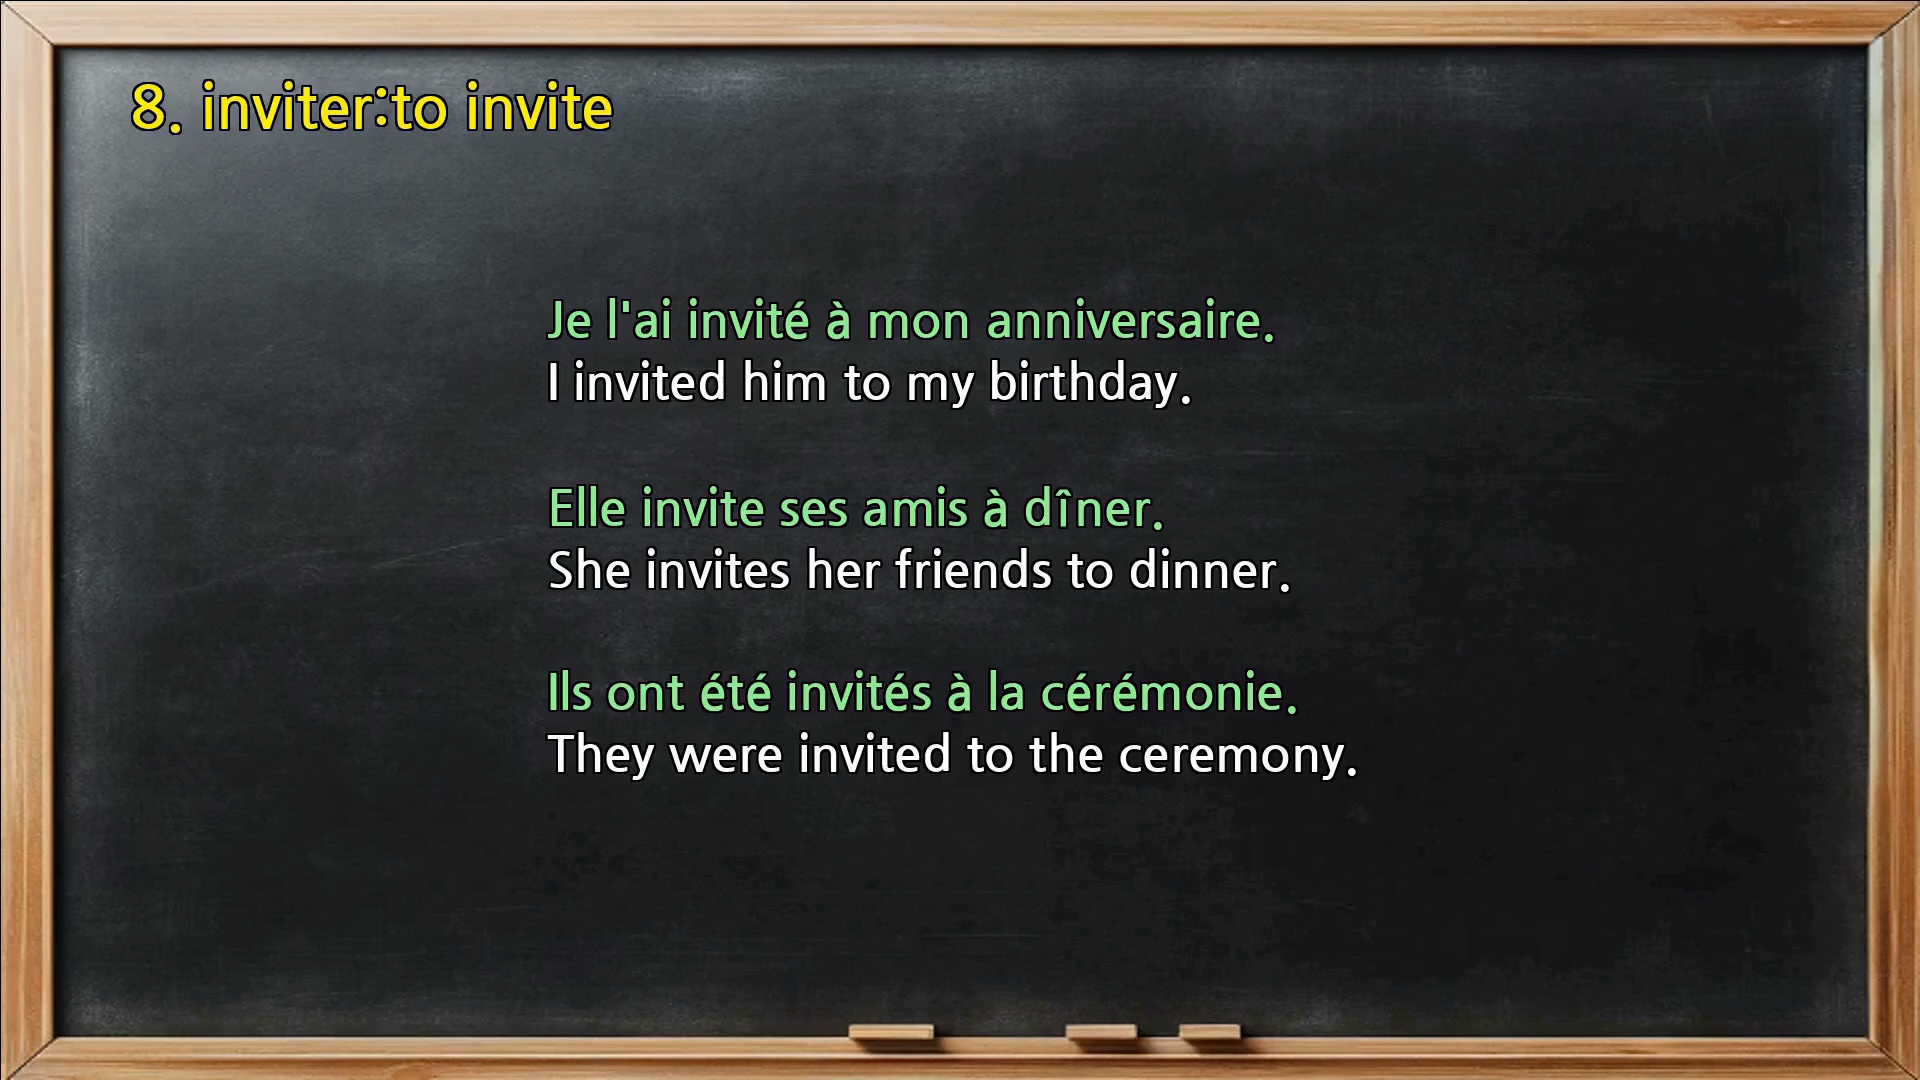 8. inviter:to invite
Je l'ai invité à mon anniversaire.
I invited him to my birthday.
Elle invite ses amis à dîner.
She invites her friends to dinner.
Ils ont été invités à la cérémonie.
They were invited to the ceremony.